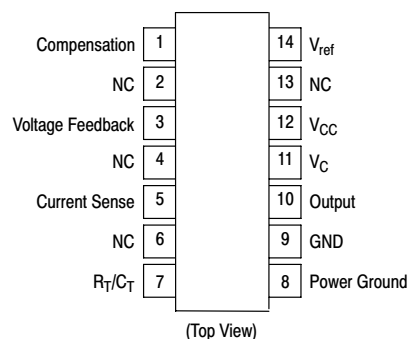 Compensation 1 14 Vref
NC 2 13 NC
Voltage Feedback 3 12 VCC
NC 4 11 VC
Current Sense 5 10 Output
NC 6 9 GND
RT/CT 7 8 Power Ground
(Top View)